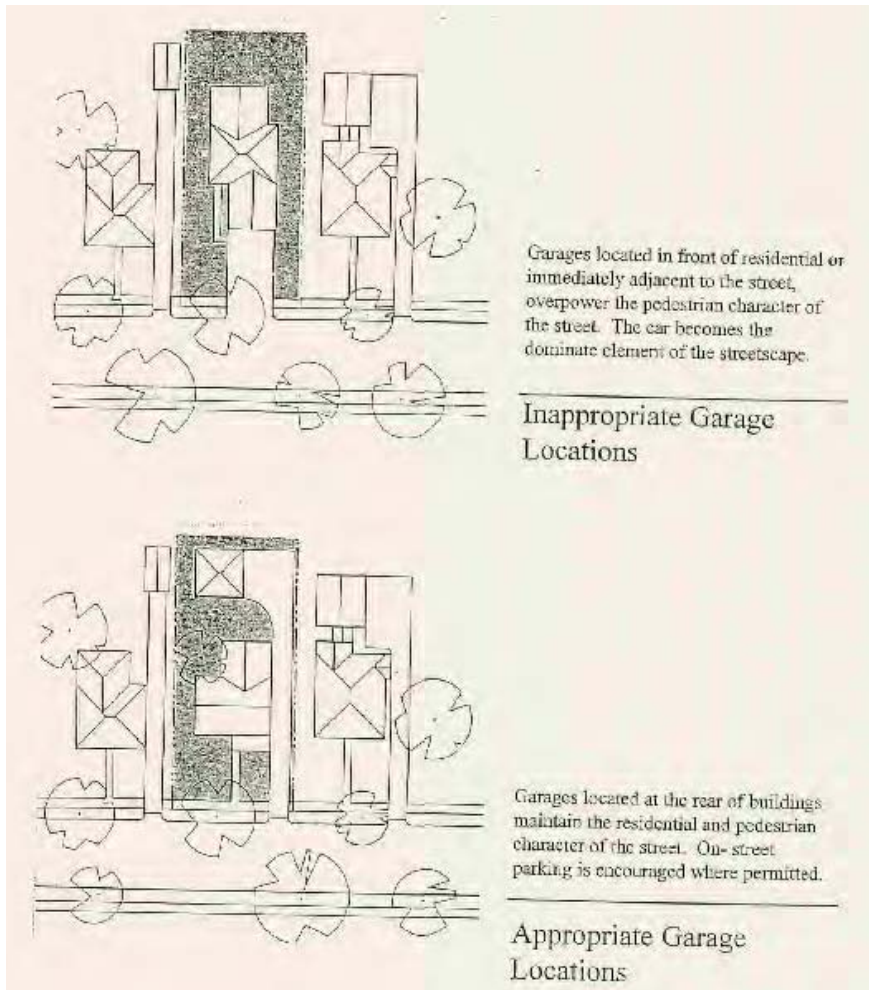 Garages located in front of residential or
immediately adjacent to the street,
overpower the pedestrian character of
the street. The car becomes the
dominate element of the streetscape.
Inappropriate Garage
Locations
Garages located at the rear of buildings
maintain the residential and pedestrian
character of the street. On- street
parking is encouraged where permitted.
Appropriate Garage
Locations